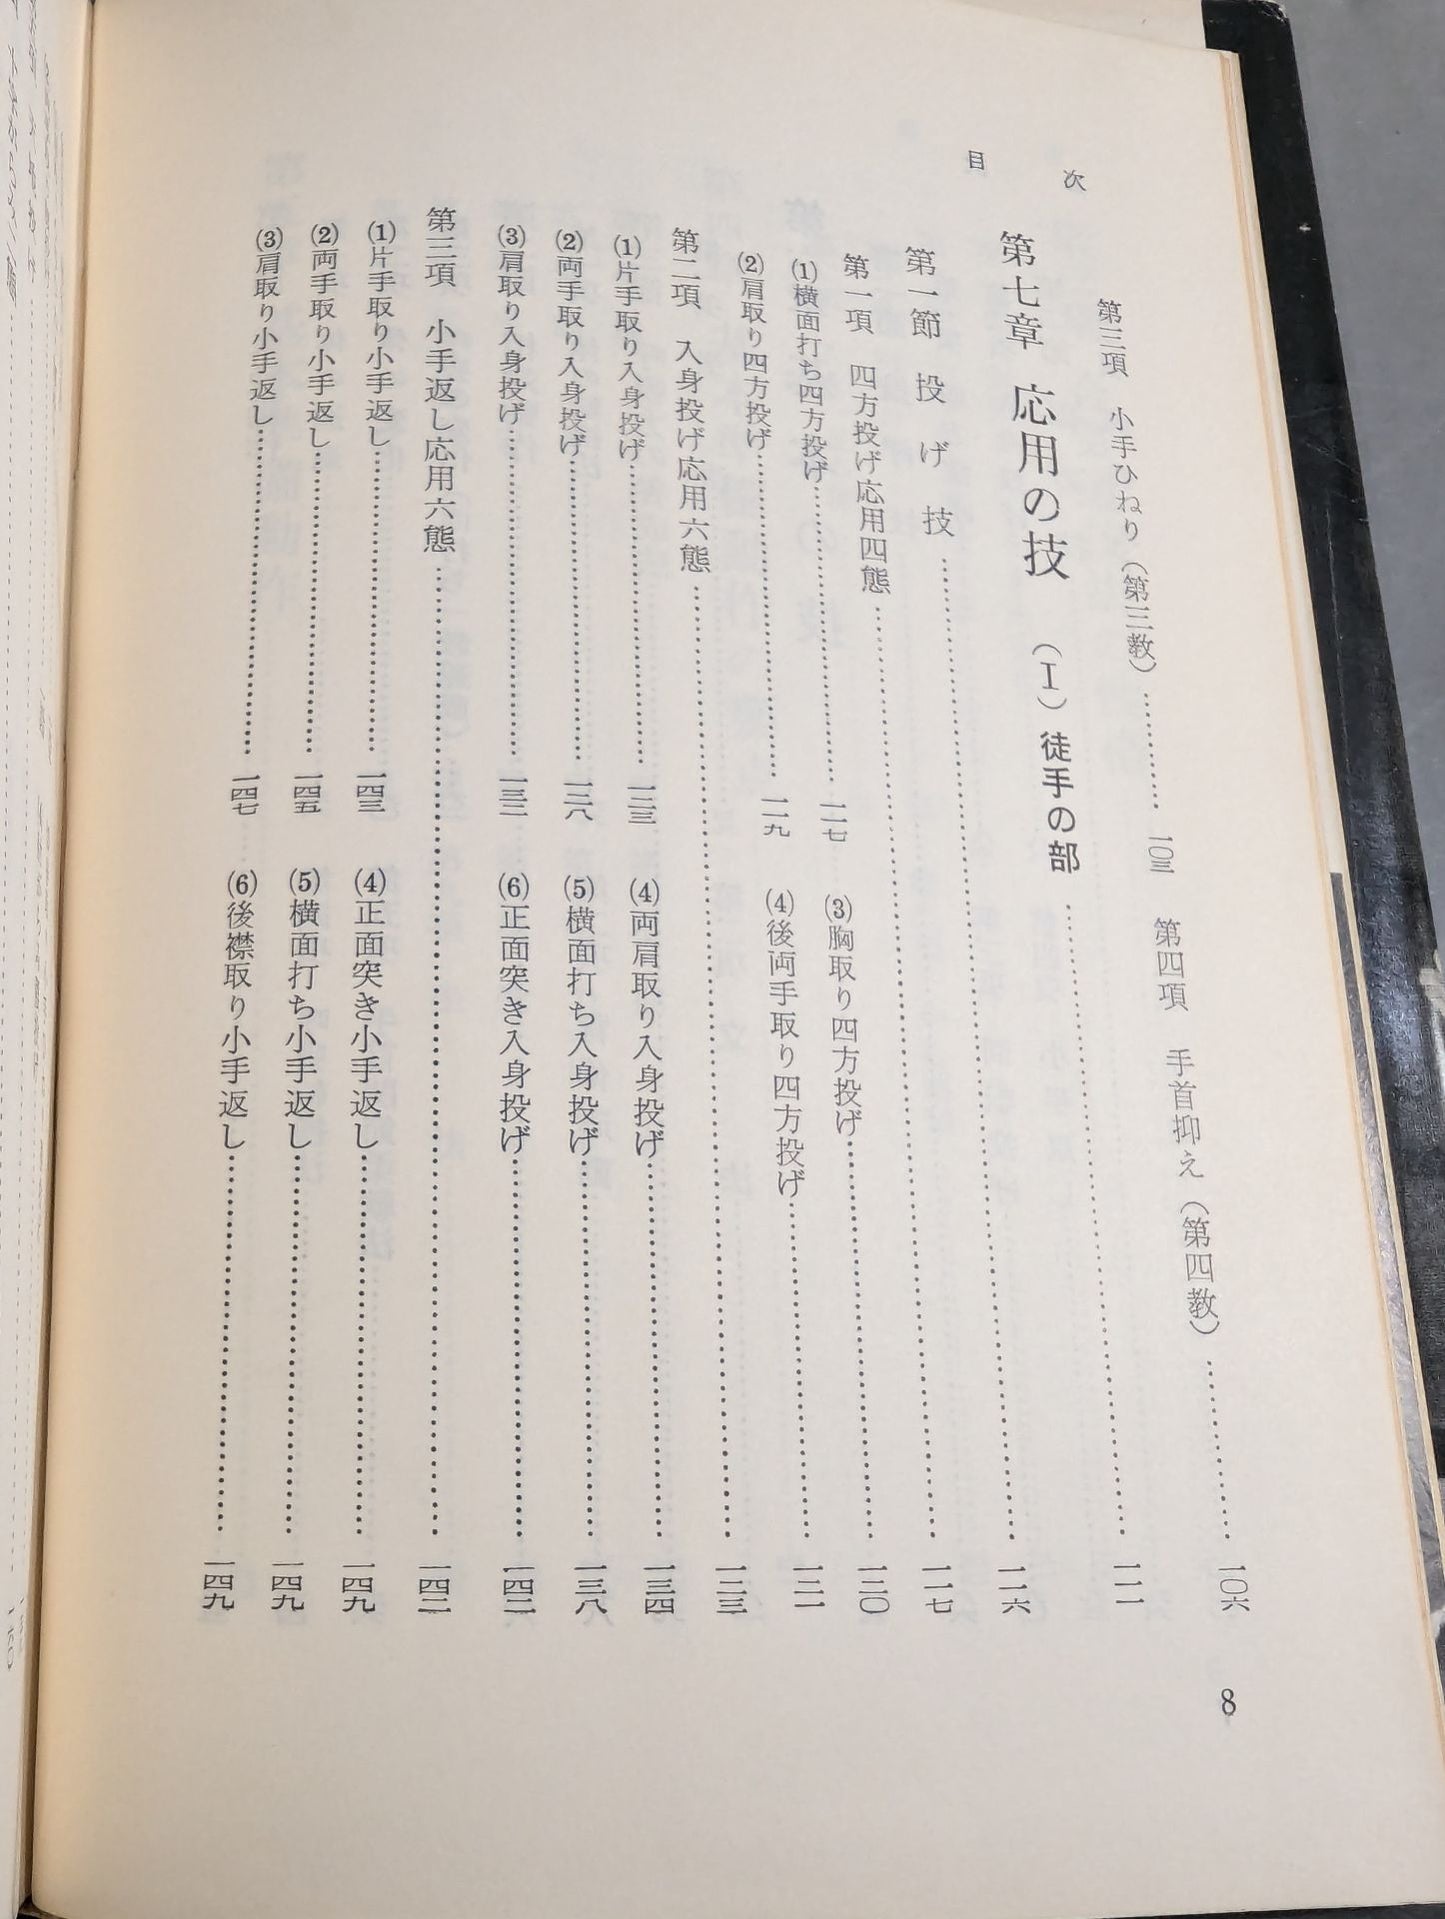 目次
第三項 小手ひねり（第三教）…………一〇三 第四項 手首抑え（第四教）…………一〇六
第七章 応用の技 （Ⅰ）徒手の部…………一一一
第一節 投げ技…………一一六
第一項 四方投げ応用四態…………一一七
(1)横面打ち四方投げ…………一一七 (3)胸取り四方投げ…………一二〇
(2)肩取り四方投げ…………一一九 (4)後両手取り四方投げ…………一二一
第二項 入身投げ応用六態…………一二三
(1)片手取り入身投げ…………一二三 (4)両肩取り入身投げ…………一三四
(2)両手取り入身投げ…………一二八 (5)横面打ち入身投げ…………一三八
(3)肩取り入身投げ…………一三二 (6)正面突き入身投げ…………一四二
第三項 小手返し応用六態…………一四二
(1)片手取り小手返し…………一四三 (4)正面突き小手返し…………一四九
(2)両手取り小手返し…………一四五 (5)横面打ち小手返し…………一四九
(3)肩取り小手返し…………一四七 (6)後襟取り小手返し…………一四九
8